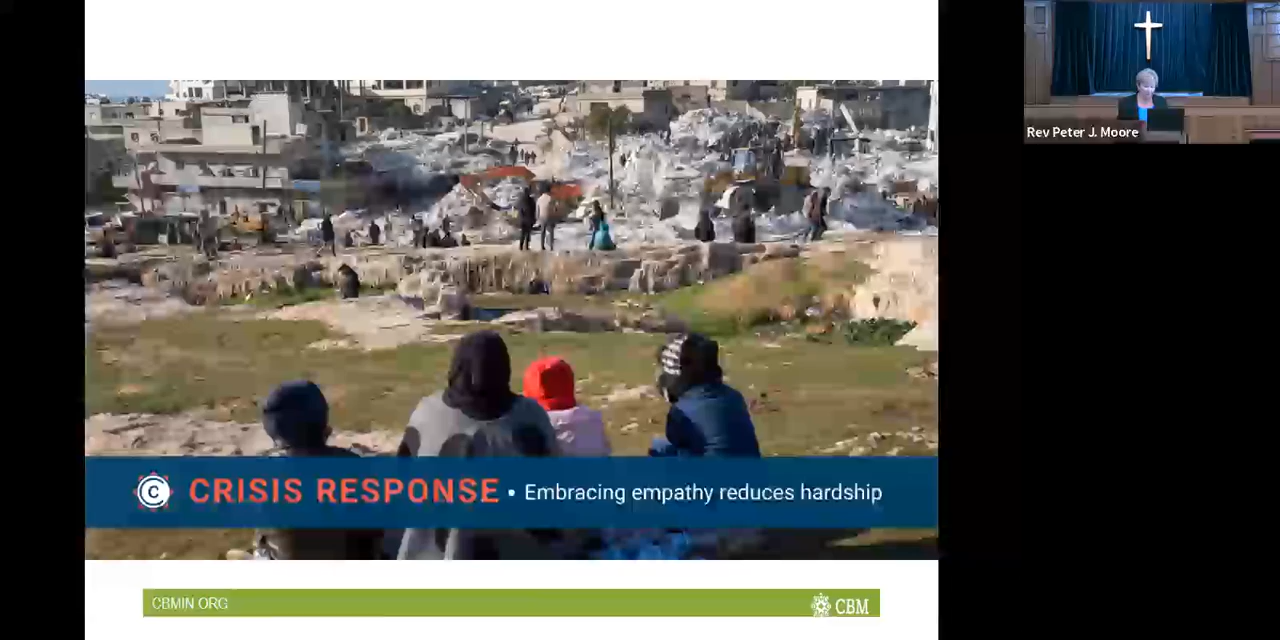 Rev Peter J. Moore
C CRISIS RESPONSE • Embracing empathy reduces hardship
CBMIN ORG
CBM